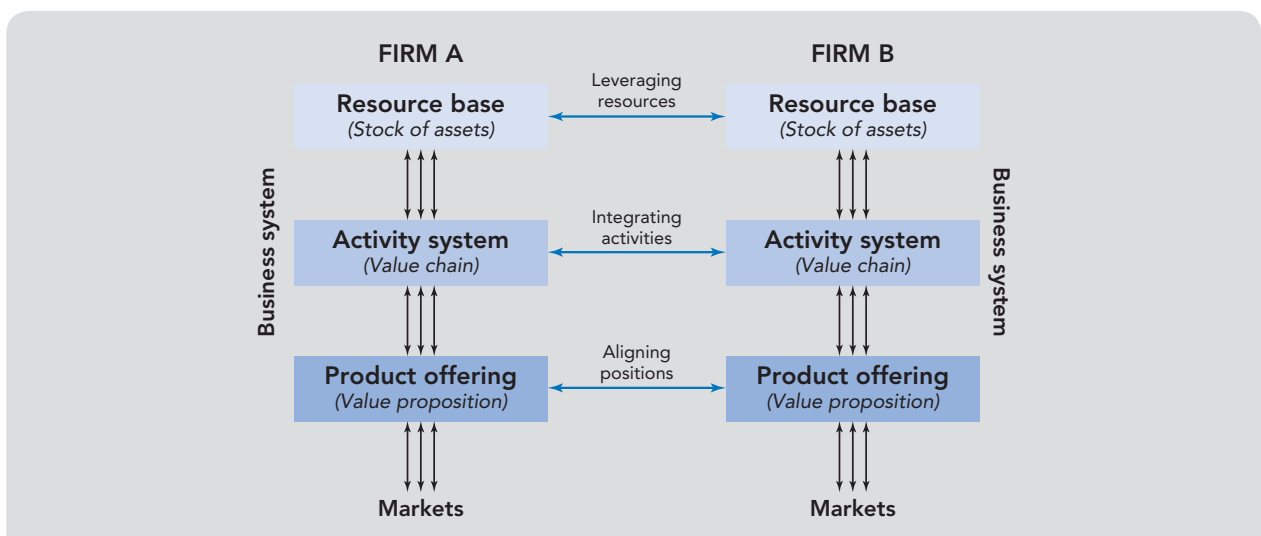 FIRM A
FIRM B
Leveraging
resources
Resource base
(Stock of assets)
Resource base
(Stock of assets)
Business system
Business system
Integrating
activities
Activity system
(Value chain)
Activity system
(Value chain)
Aligning
positions
Product offering
(Value proposition)
Product offering
(Value proposition)
Markets
Markets